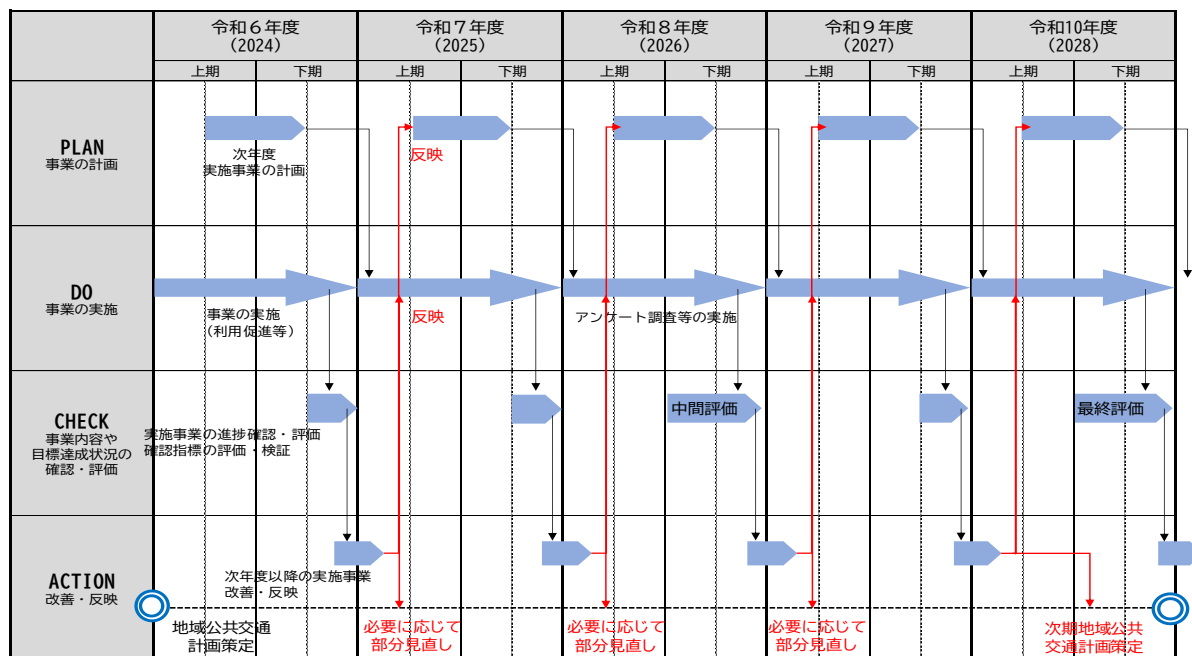 令和６年度
(2024)
令和７年度
(2025)
令和８年度
(2026)
令和９年度
(2027)
令和10年度
(2028)
上期
下期
上期
下期
上期
下期
上期
下期
上期
下期
PLAN
事業の計画
次年度
実施事業の計画
反映
DO
事業の実施
事業の実施
(利用促進等)
反映
アンケート調査等の実施
CHECK
事業内容や
目標達成状況の
確認・評価
実施事業の進捗確認・評価
確認指標の評価・検証
中間評価
最終評価
ACTION
改善・反映
次年度以降の実施事業
改善・反映
地域公共交通
計画策定
必要に応じて
部分見直し
必要に応じて
部分見直し
必要に応じて
部分見直し
次期地域公共
交通計画策定